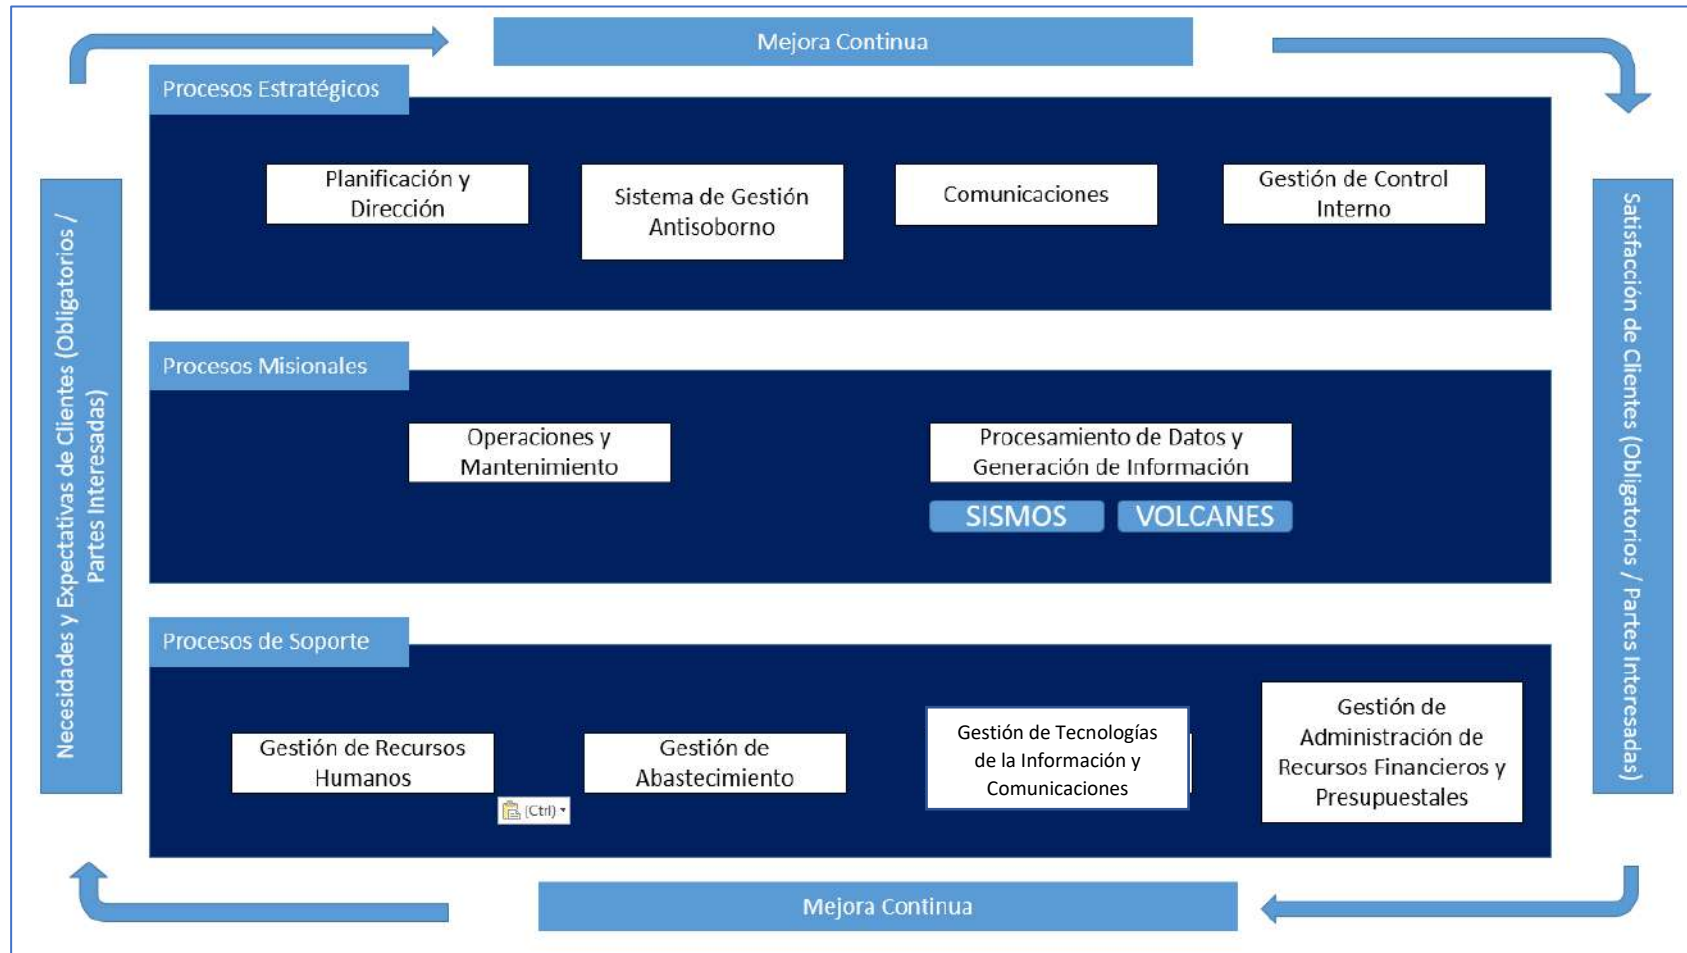 Mejora Continua
Procesos Estratégicos
Planificación y
Dirección
Sistema de Gestión
Antisoborno
Comunicaciones
Gestión de Control
Interno
Necesidades y Expectativas de Clientes (Obligatorios /
Partes Interesadas)
Satisfacción de Clientes (Obligatorios / Partes Interesadas)
Procesos Misionales
Operaciones y
Mantenimiento
Procesamiento de Datos y
Generación de Información
SISMOS
VOLCANES
Procesos de Soporte
Gestión de Recursos
Humanos
(Ctrl)
Gestión de
Abastecimiento
Gestión de Tecnologías
de la Información y
Comunicaciones
Gestión de
Administración de
Recursos Financieros y
Presupuestales
Mejora Continua